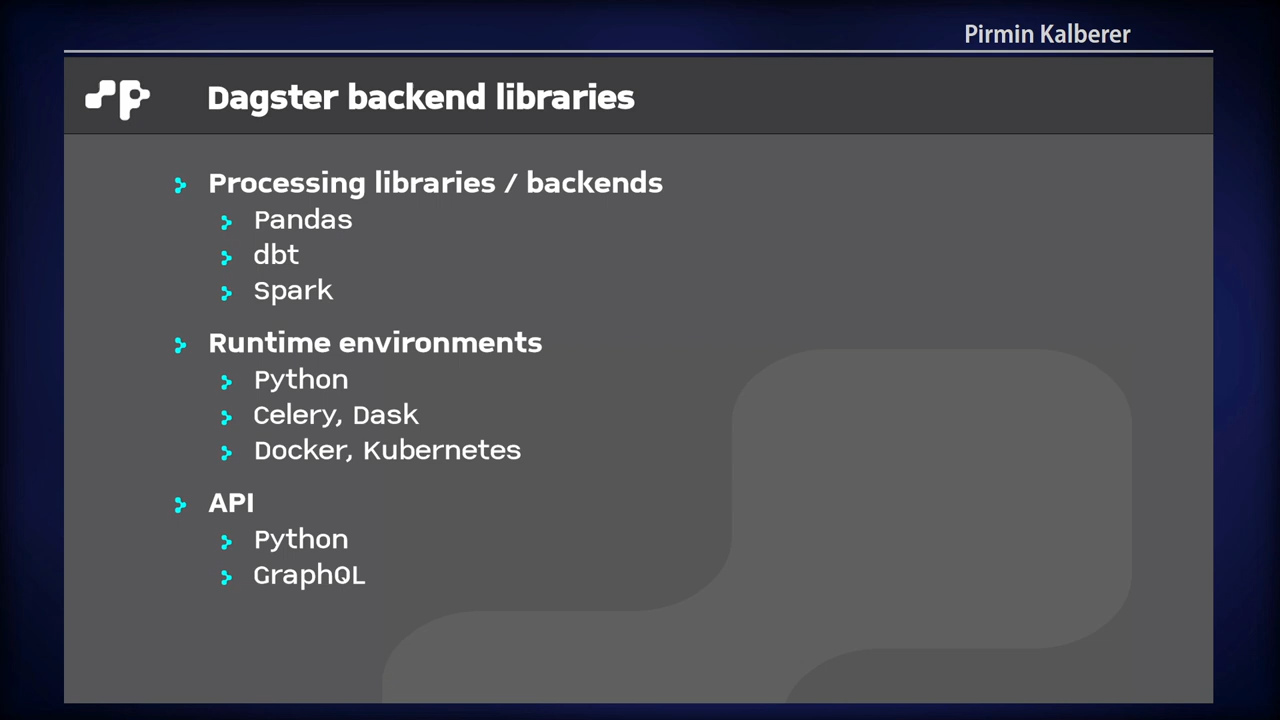 Pirmin Kalberer
Dagster backend libraries
Processing libraries / backends
Pandas
dbt
Spark
Runtime environments
Python
Celery, Dask
Docker, Kubernetes
API
Python
GraphQL